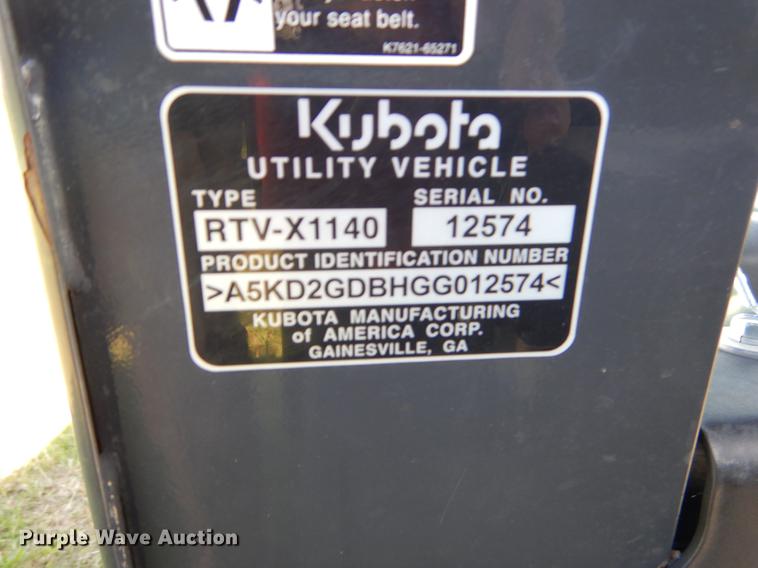 your seat belt.
K7621-65271
Kubota
UTILITY VEHICLE
TYPE SERIAL NO.
RTV-X1140 12574
PRODUCT IDENTIFICATION NUMBER
>A5KD2GDBHGG012574<
KUBOTA MANUFACTURING
of AMERICA CORP.
GAINESVILLE, GA
Purple Wave Auction